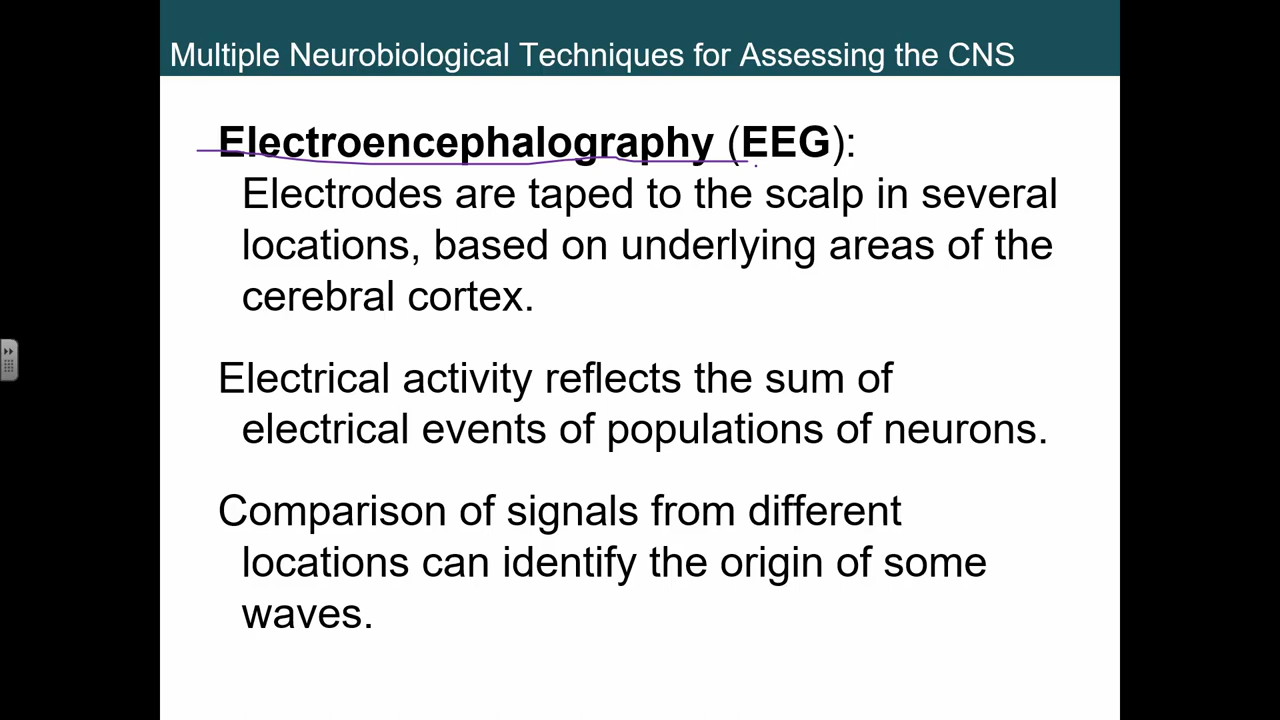 Multiple Neurobiological Techniques for Assessing the CNS
Electroencephalography (EEG):
Electrodes are taped to the scalp in several
locations, based on underlying areas of the
cerebral cortex.
Electrical activity reflects the sum of
electrical events of populations of neurons.
Comparison of signals from different
locations can identify the origin of some
waves.